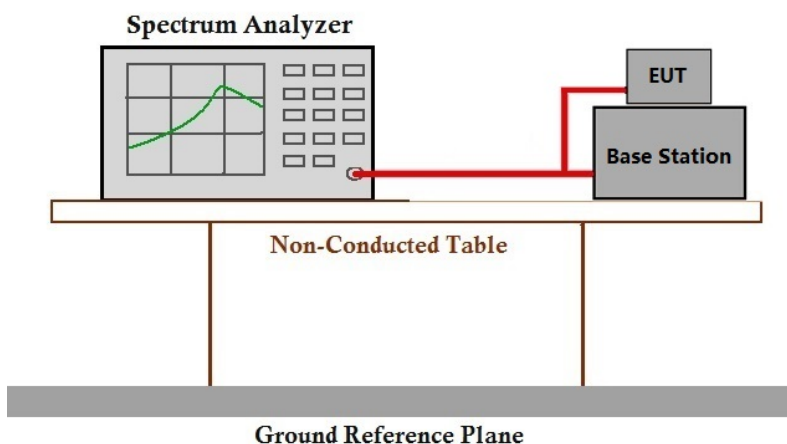 Spectrum Analyzer
EUT
Base Station
Non-Conducted Table
Ground Reference Plane